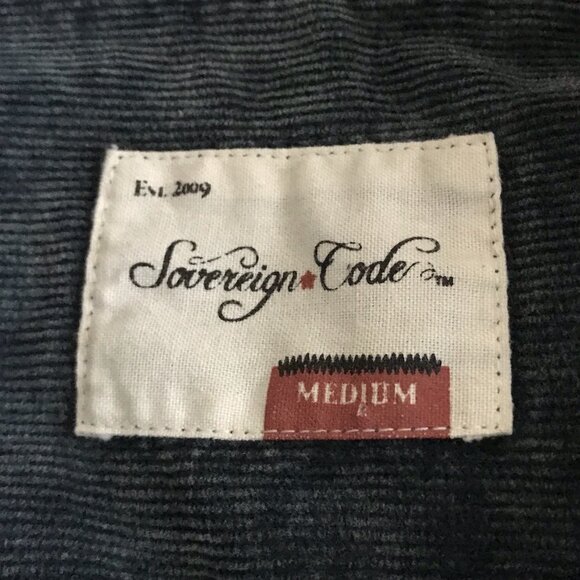 EST. 2009
Sovereign★Code™
MEDIUM